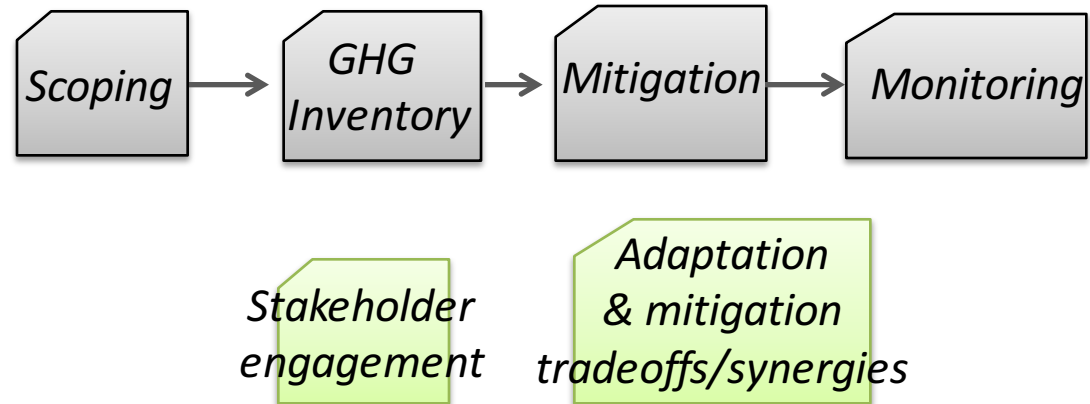 Scoping
GHG
Inventory
Mitigation
Monitoring
Stakeholder
engagement
Adaptation
& mitigation
tradeoffs/synergies